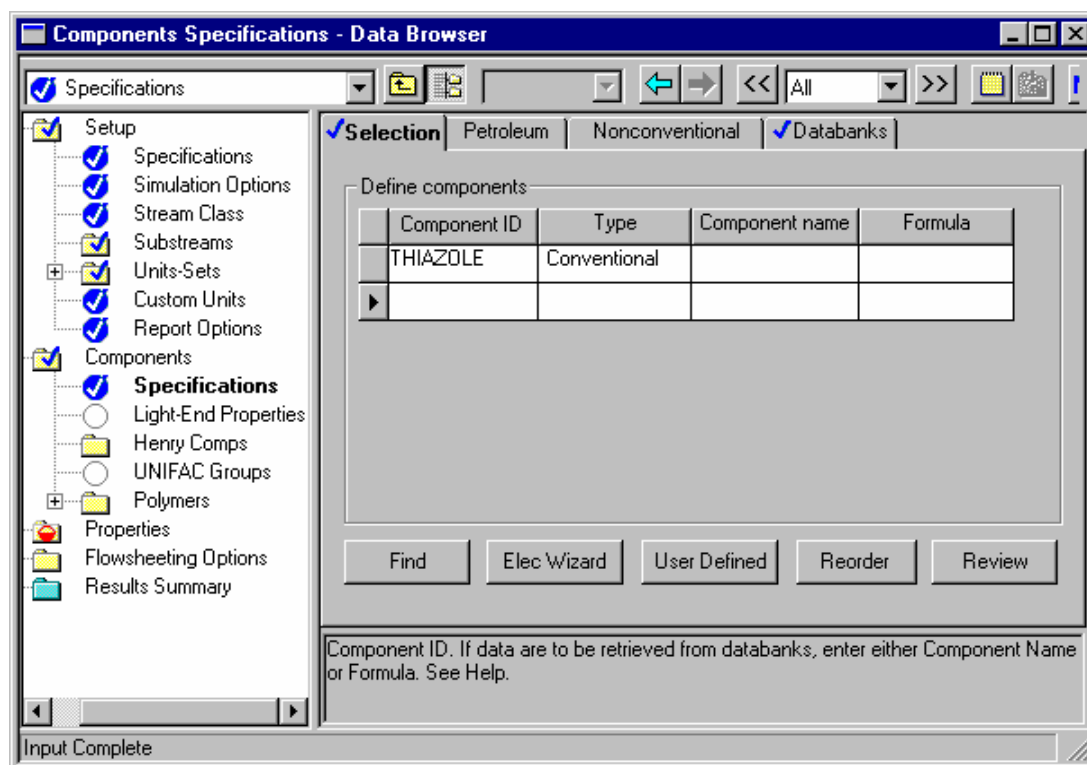 Components Specifications - Data Browser
Specifications
<< All >>
Setup
Specifications
Simulation Options
Stream Class
Substreams
Units-Sets
Custom Units
Report Options
Components
Specifications
Light-End Properties
Henry Comps
UNIFAC Groups
Polymers
Properties
Flowsheeting Options
Results Summary
Selection Petroleum Nonconventional Databanks
Define components
Component ID Type Component name Formula
THIAZOLE Conventional
Find Elec Wizard User Defined Reorder Review
Component ID. If data are to be retrieved from databanks, enter either Component Name
or Formula. See Help.
Input Complete